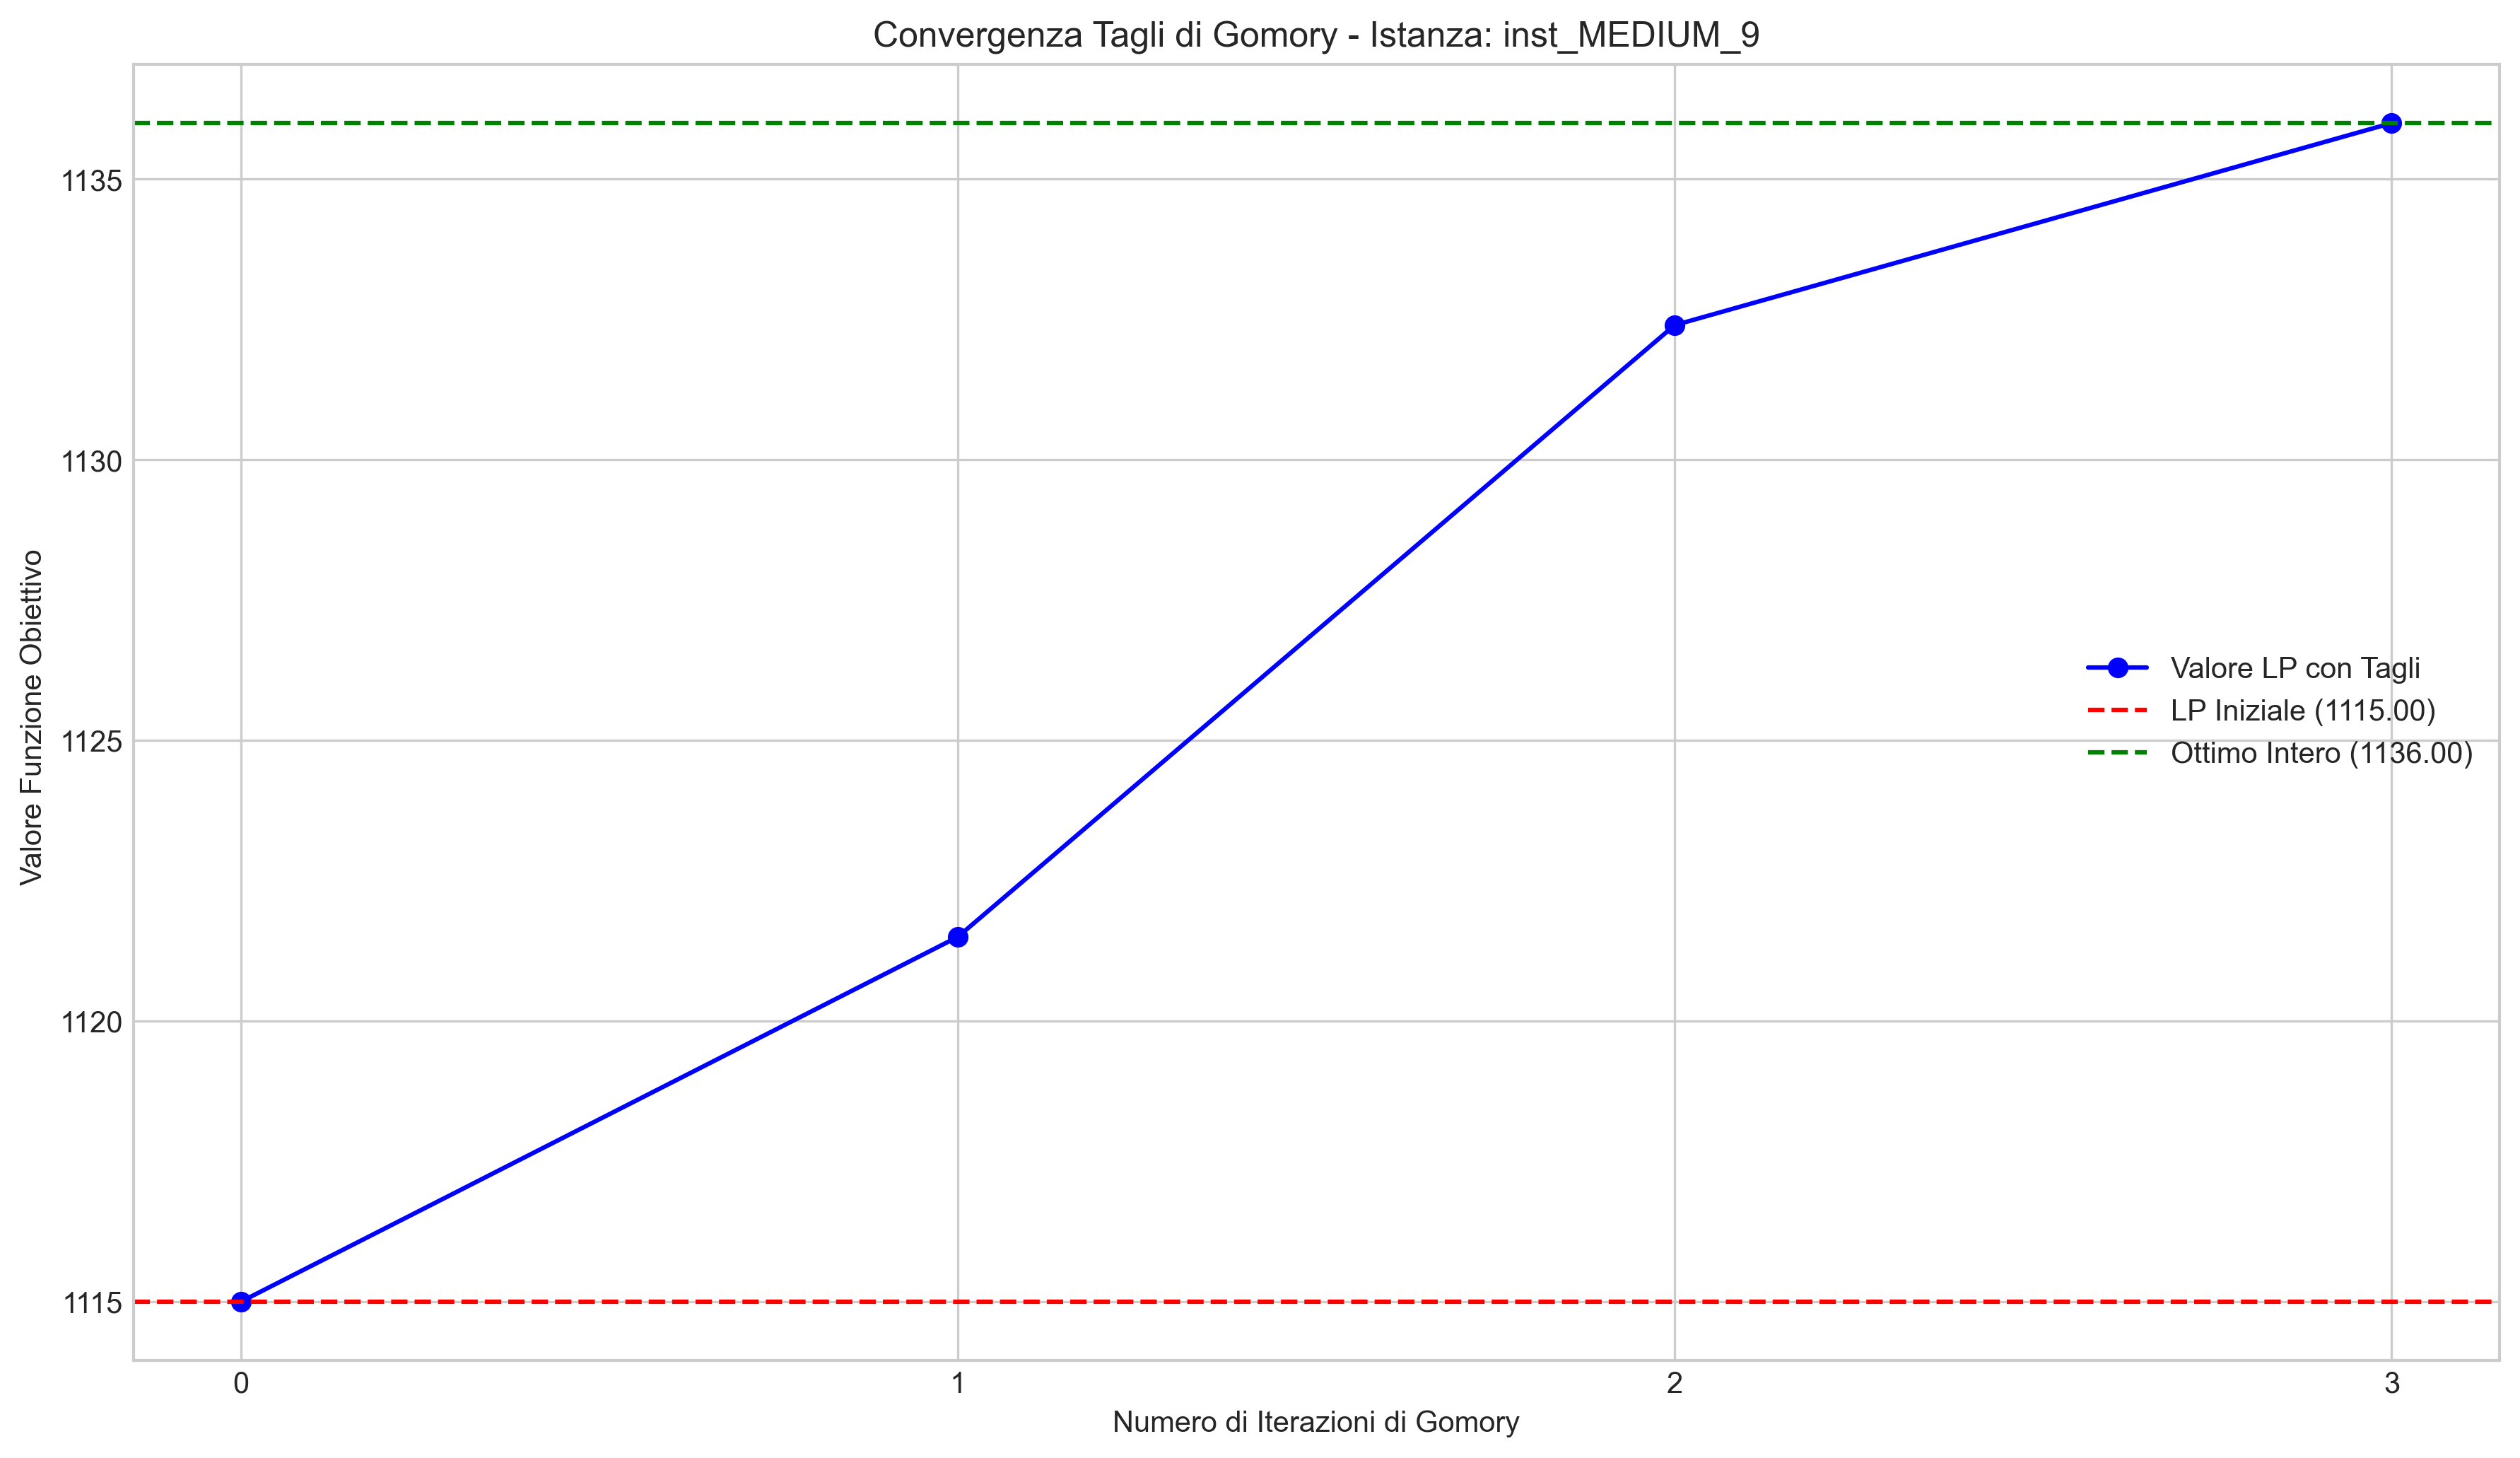 Convergenza Tagli di Gomory - Istanza: inst_MEDIUM_9
Valore Funzione Obiettivo
1135
1130
1125
1120
1115
Valore LP con Tagli
LP Iniziale (1115.00)
Ottimo Intero (1136.00)
0 1 2 3
Numero di Iterazioni di Gomory